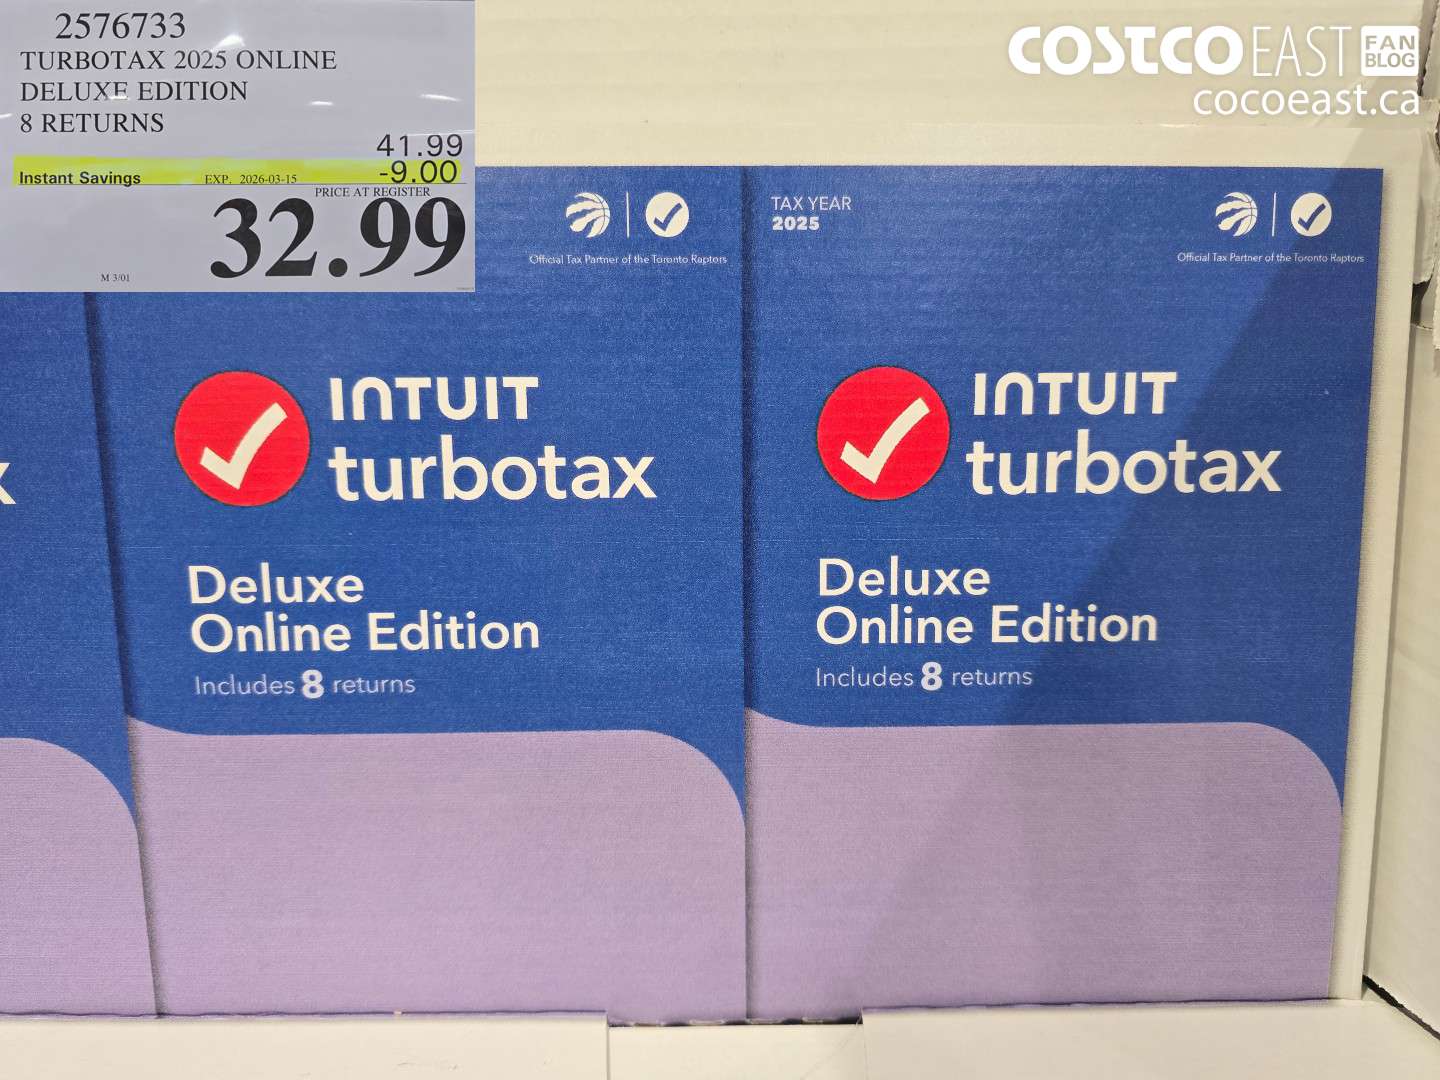 2576733
TURBOTAX 2025 ONLINE
DELUXE EDITION
8 RETURNS
41.99
Instant Savings EXP. 2026-03-15 -9.00
PRICE AT REGISTER
32.99
M 3/01
COSTCO EAST FAN BLOG
cocoeast.ca
Official Tax Partner of the Toronto Raptors
INTUIT
turbotax
Deluxe
Online Edition
Includes 8 returns
TAX YEAR
2025
Official Tax Partner of the Toronto Raptors
INTUIT
turbotax
Deluxe
Online Edition
Includes 8 returns
x